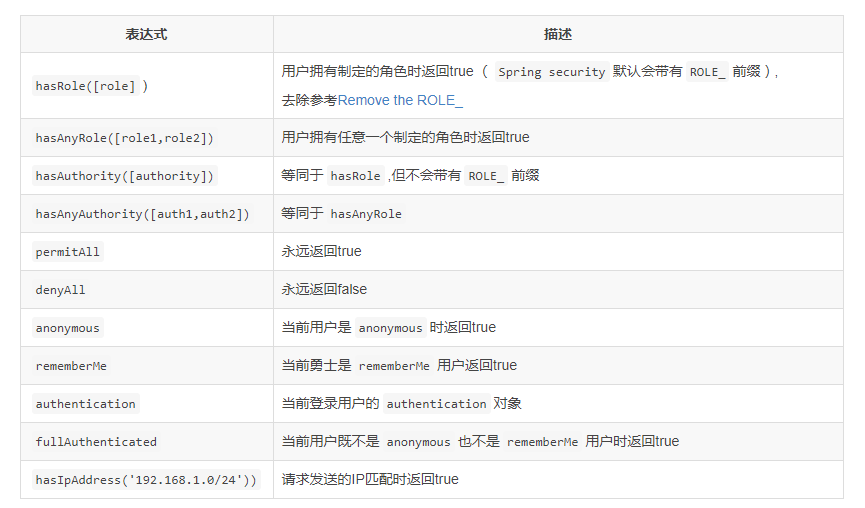 表达式 描述
hasRole([role] ) 用户拥有制定的角色时返回true （ Spring security 默认会带有 ROLE_ 前缀 ),
去除参考Remove the ROLE_
hasAnyRole([role1,role2]) 用户拥有任意一个制定的角色时返回true
hasAuthority([authority]) 等同于 hasRole ,但不会带有 ROLE_ 前缀
hasAnyAuthority([auth1,auth2]) 等同于 hasAnyRole
permitAll 永远返回true
denyAll 永远返回false
anonymous 当前用户是 anonymous 时返回true
rememberMe 当前勇士是 rememberMe 用户返回true
authentication 当前登录用户的 authentication 对象
fullAuthenticated 当前用户既不是 anonymous 也不是 rememberMe 用户时返回true
hasIpAddress('192.168.1.0/24')) 请求发送的IP匹配时返回true